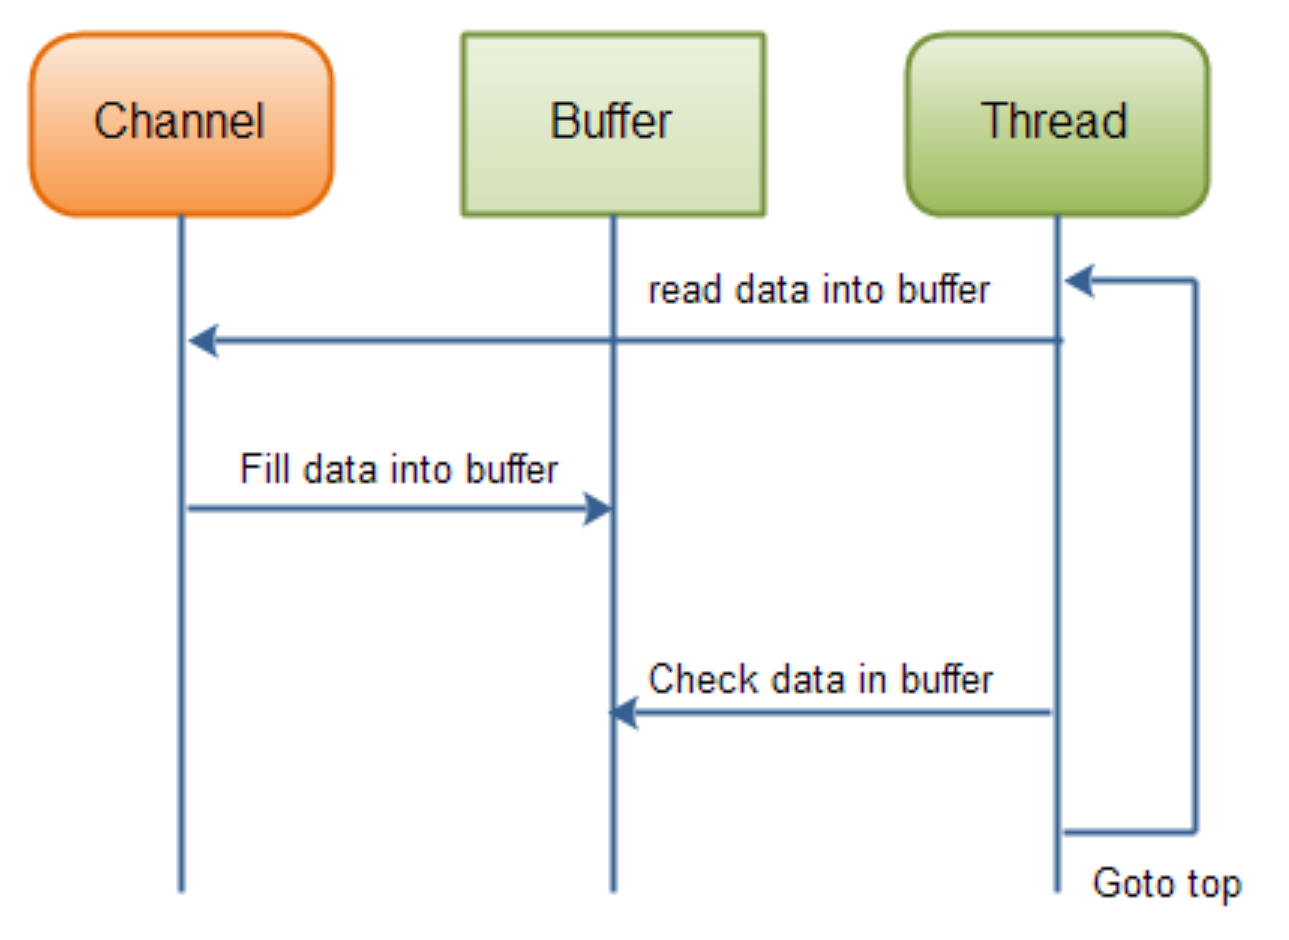 Channel
Buffer
Thread
read data into buffer
Fill data into buffer
Check data in buffer
Goto top